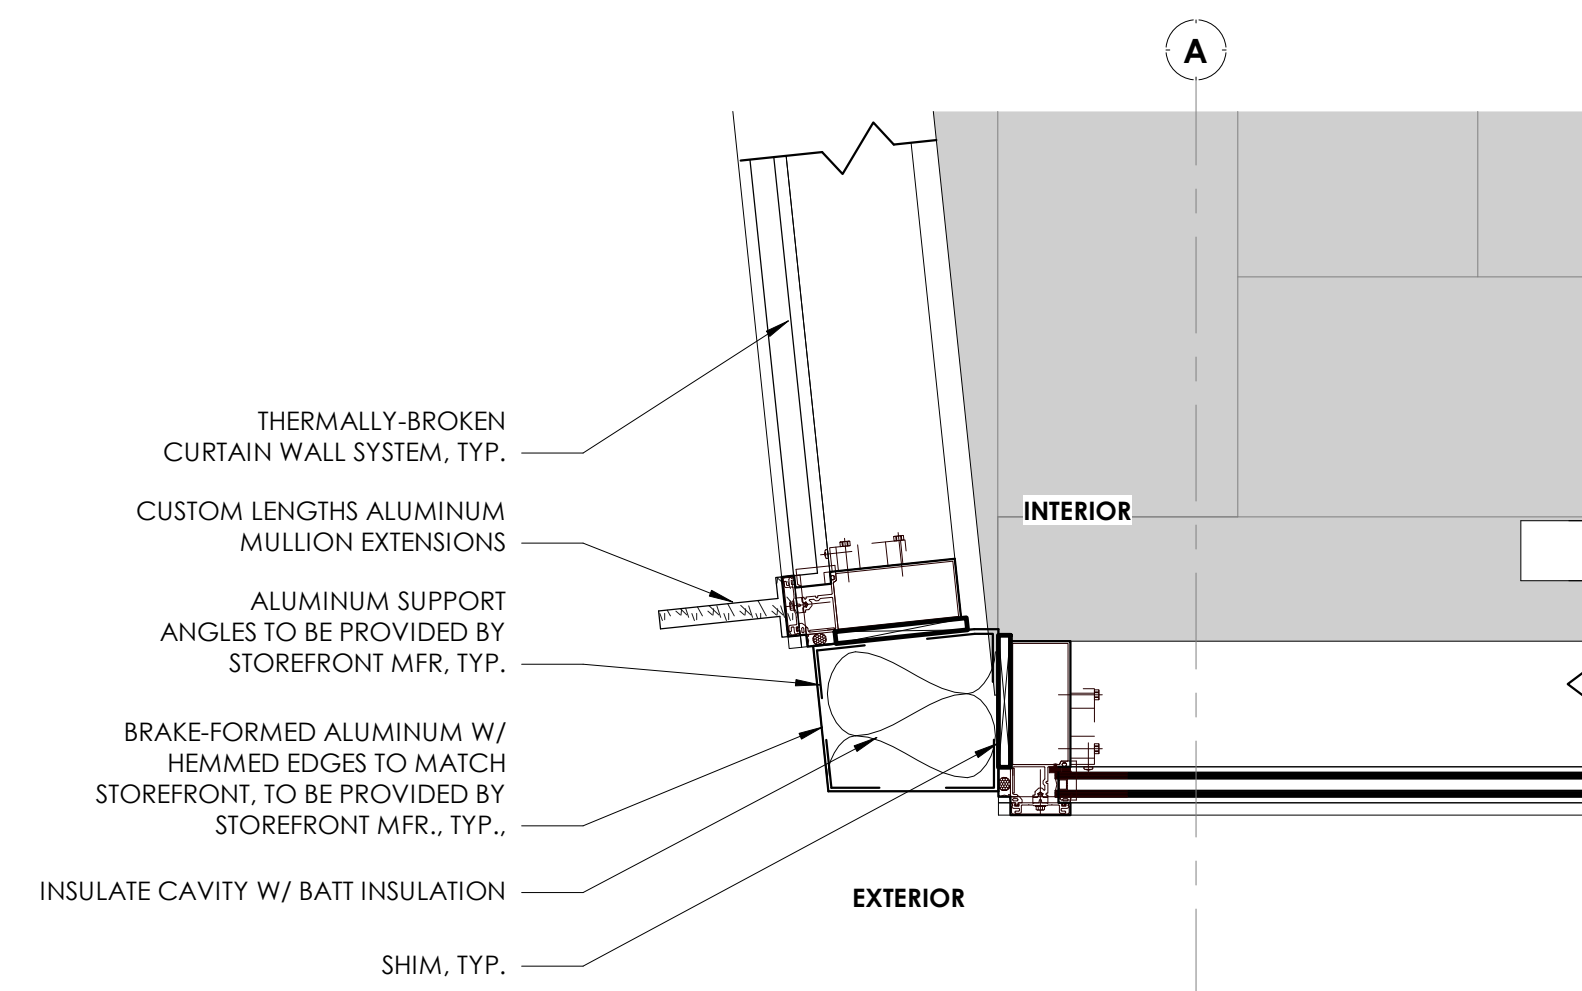 A
THERMALLY-BROKEN
CURTAIN WALL SYSTEM, TYP.
CUSTOM LENGTHS ALUMINUM
MULLION EXTENSIONS
INTERIOR
ALUMINUM SUPPORT
ANGLES TO BE PROVIDED BY
STOREFRONT MFR, TYP.
BRAKE-FORMED ALUMINUM W/
HEMMED EDGES TO MATCH
STOREFRONT, TO BE PROVIDED BY
STOREFRONT MFR., TYP.,
INSULATE CAVITY W/ BATT INSULATION
EXTERIOR
SHIM, TYP.